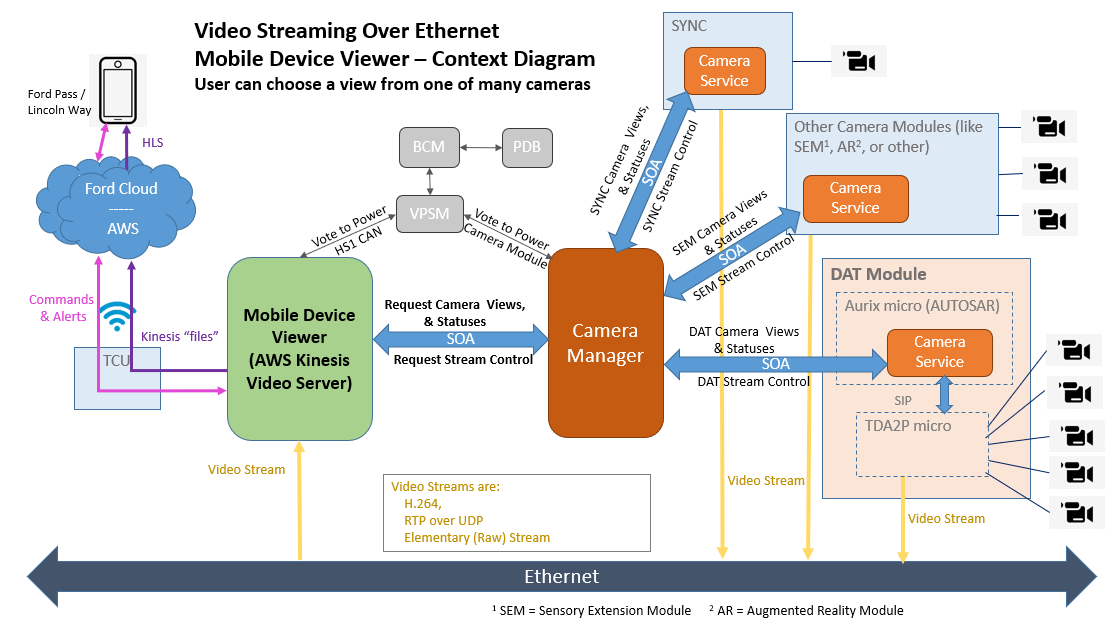 Video Streaming Over Ethernet
Mobile Device Viewer – Context Diagram
User can choose a view from one of many cameras
SYNC
Camera
Service
Ford Pass /
Lincoln Way
HLS
Ford Cloud
-----
AWS
BCM
PDB
VPSM
Vote to Power
HS1 CAN
Vote to Power
Camera Module
SYNC Camera Views,
& Statuses
SOA
SYNC Stream Control
Other Camera Modules (like
SEM¹, AR², or other)
Camera
Service
SEM Camera Views
& Statuses
SOA
SEM Stream Control
Commands
& Alerts
Kinesis “files”
TCU
Mobile Device
Viewer
(AWS Kinesis
Video Server)
Request Camera Views,
& Statuses
SOA
Request Stream Control
Camera
Manager
DAT Camera Views
& Statuses
SOA
DAT Stream Control
DAT Module
Aurix micro (AUTOSAR)
Camera
Service
SIP
TDA2P micro
Video Stream
Video Stream
Video Stream
Video Streams are:
H.264,
RTP over UDP
Elementary (Raw) Stream
Ethernet
¹ SEM = Sensory Extension Module ² AR = Augmented Reality Module